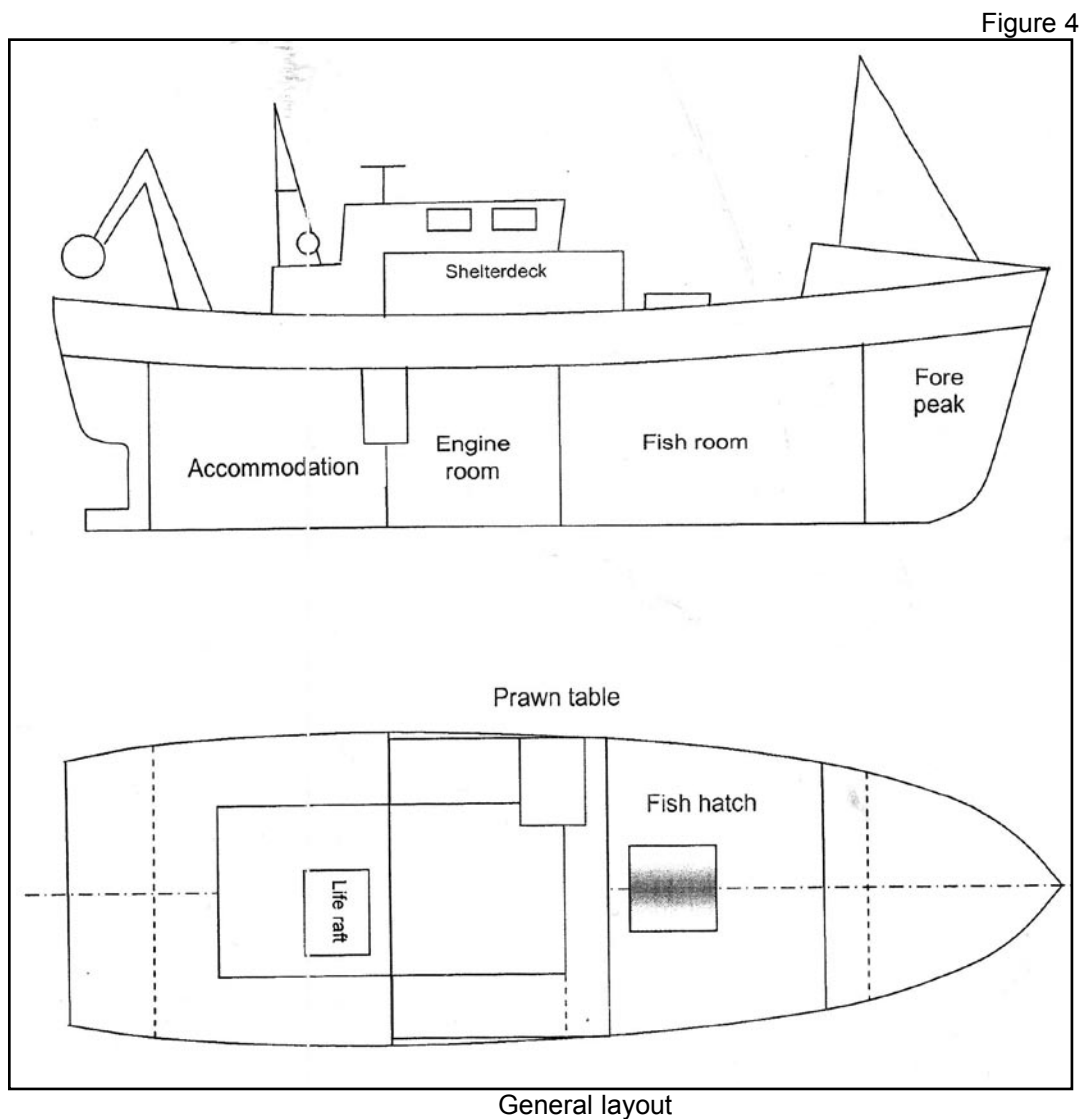 Figure 4
Shelterdeck
Fore
peak
Engine
room
Fish room
Accommodation
Prawn table
Fish hatch
Life raft
General layout